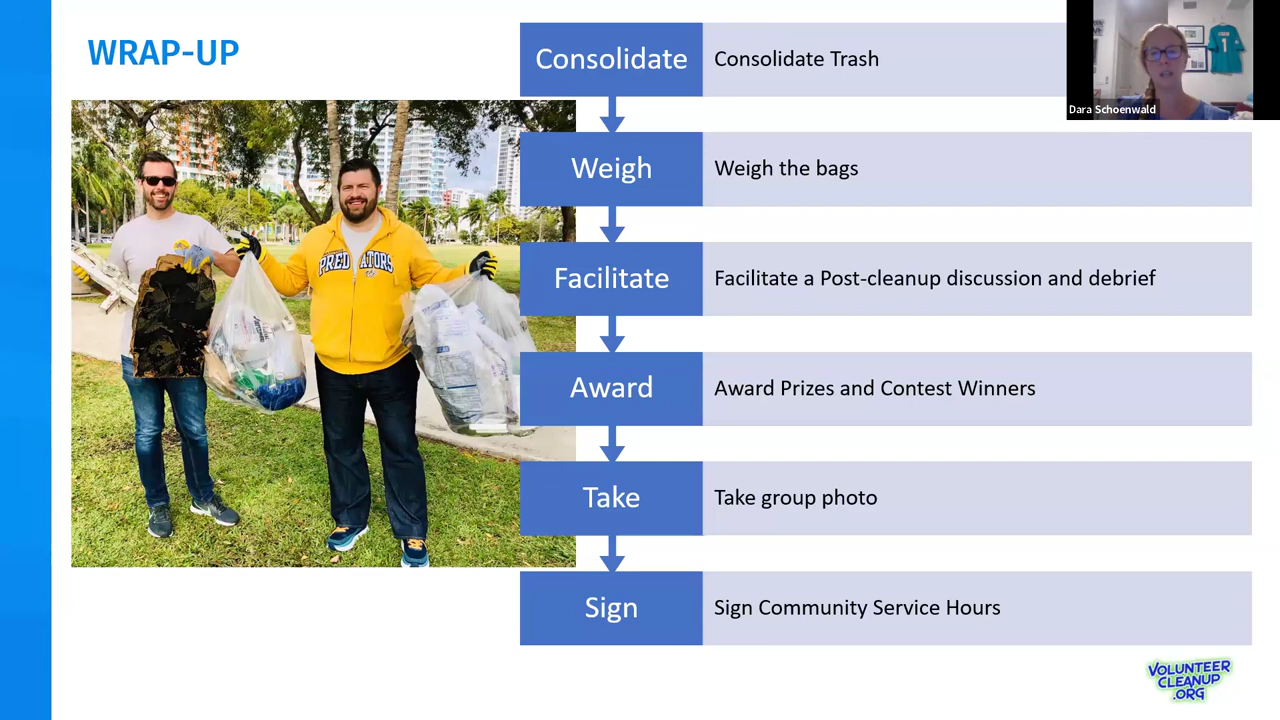 WRAP-UP
Consolidate
Consolidate Trash
Weigh
Weigh the bags
Facilitate
Facilitate a Post-cleanup discussion and debrief
Award
Award Prizes and Contest Winners
Take
Take group photo
Sign
Sign Community Service Hours
Dara Schoenwald
1
VOLUNTEER
CLEANUP
.ORG